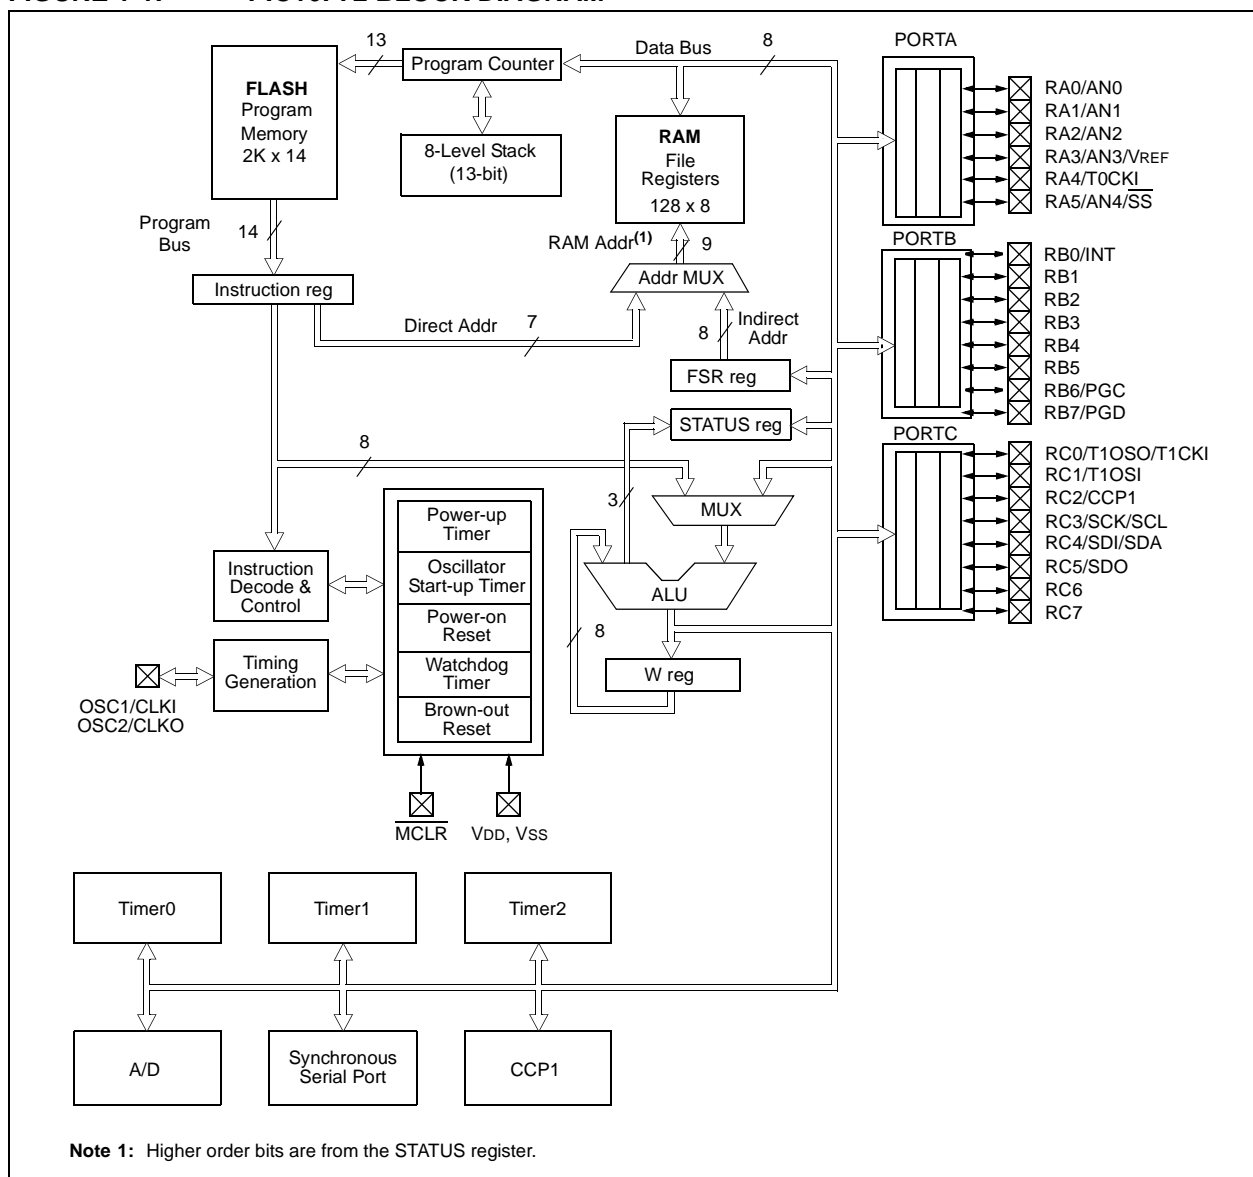 13
Data Bus
8
PORTA
FLASH
Program
Memory
2K x 14
Program Counter
8-Level Stack
(13-bit)
RAM
File
Registers
128 x 8
RA0/AN0
RA1/AN1
RA2/AN2
RA3/AN3/VREF
RA4/T0CKI
RA5/AN4/SS
Program
Bus
14
RAM Addr(1)
9
PORTB
Instruction reg
Addr MUX
Direct Addr
7
8
Indirect
Addr
FSR reg
STATUS reg
RB0/INT
RB1
RB2
RB3
RB4
RB5
RB6/PGC
RB7/PGD
PORTC
8
3
MUX
RC0/T1OSO/T1CKI
RC1/T1OSI
RC2/CCP1
RC3/SCK/SCL
RC4/SDI/SDA
RC5/SDO
RC6
RC7
Power-up
Timer
Oscillator
Start-up Timer
Power-on
Reset
Watchdog
Timer
Brown-out
Reset
Instruction
Decode &
Control
ALU
8
W reg
Timing
Generation
OSC1/CLKI
OSC2/CLKO
MCLR
VDD, VSS
Timer0
Timer1
Timer2
A/D
Synchronous
Serial Port
CCP1
Note 1: Higher order bits are from the STATUS register.